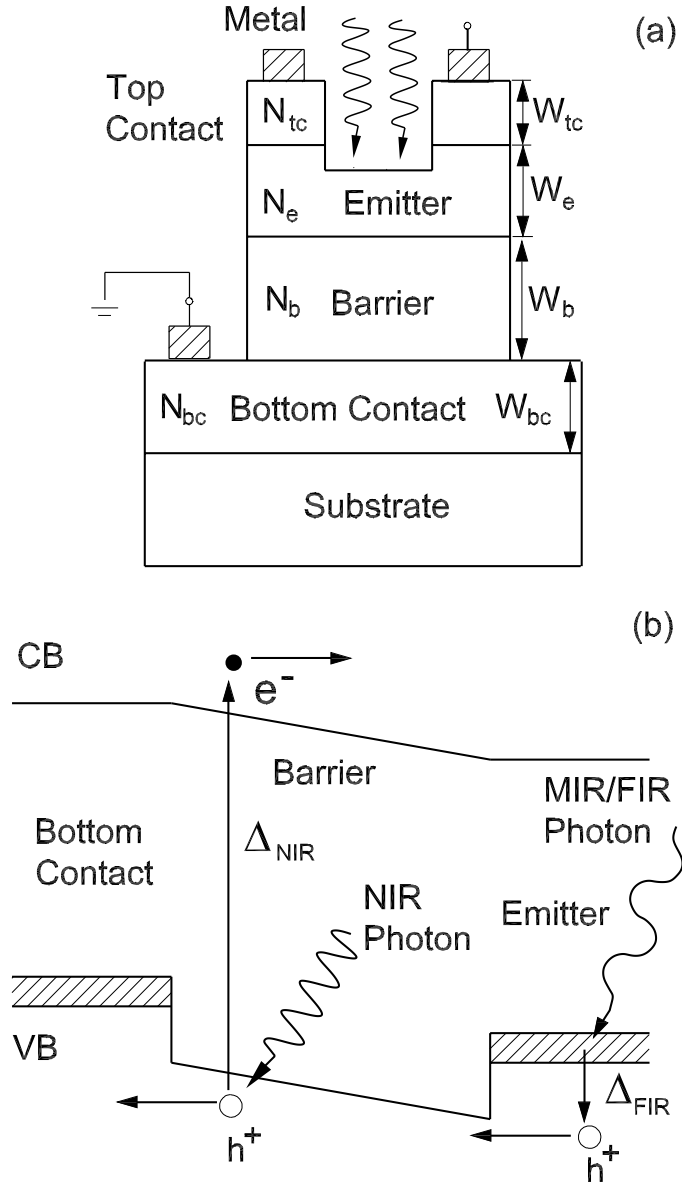 (a)
Metal
Top
Contact
N_tc
W_tc
N_e Emitter
W_e
N_b Barrier
W_b
N_bc Bottom Contact W_bc
Substrate
(b)
CB
e⁻
Barrier
MIR/FIR
Photon
Bottom
Contact
Δ_NIR
NIR
Photon
Emitter
VB
Δ_FIR
h⁺
h⁺